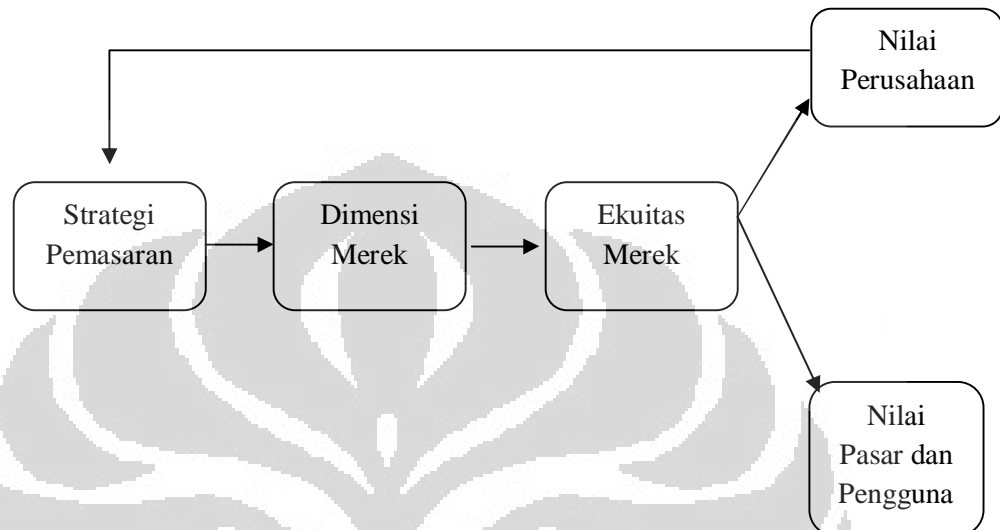 Nilai
Perusahaan
Strategi
Pemasaran
Dimensi
Merek
Ekuitas
Merek
Nilai
Pasar dan
Pengguna